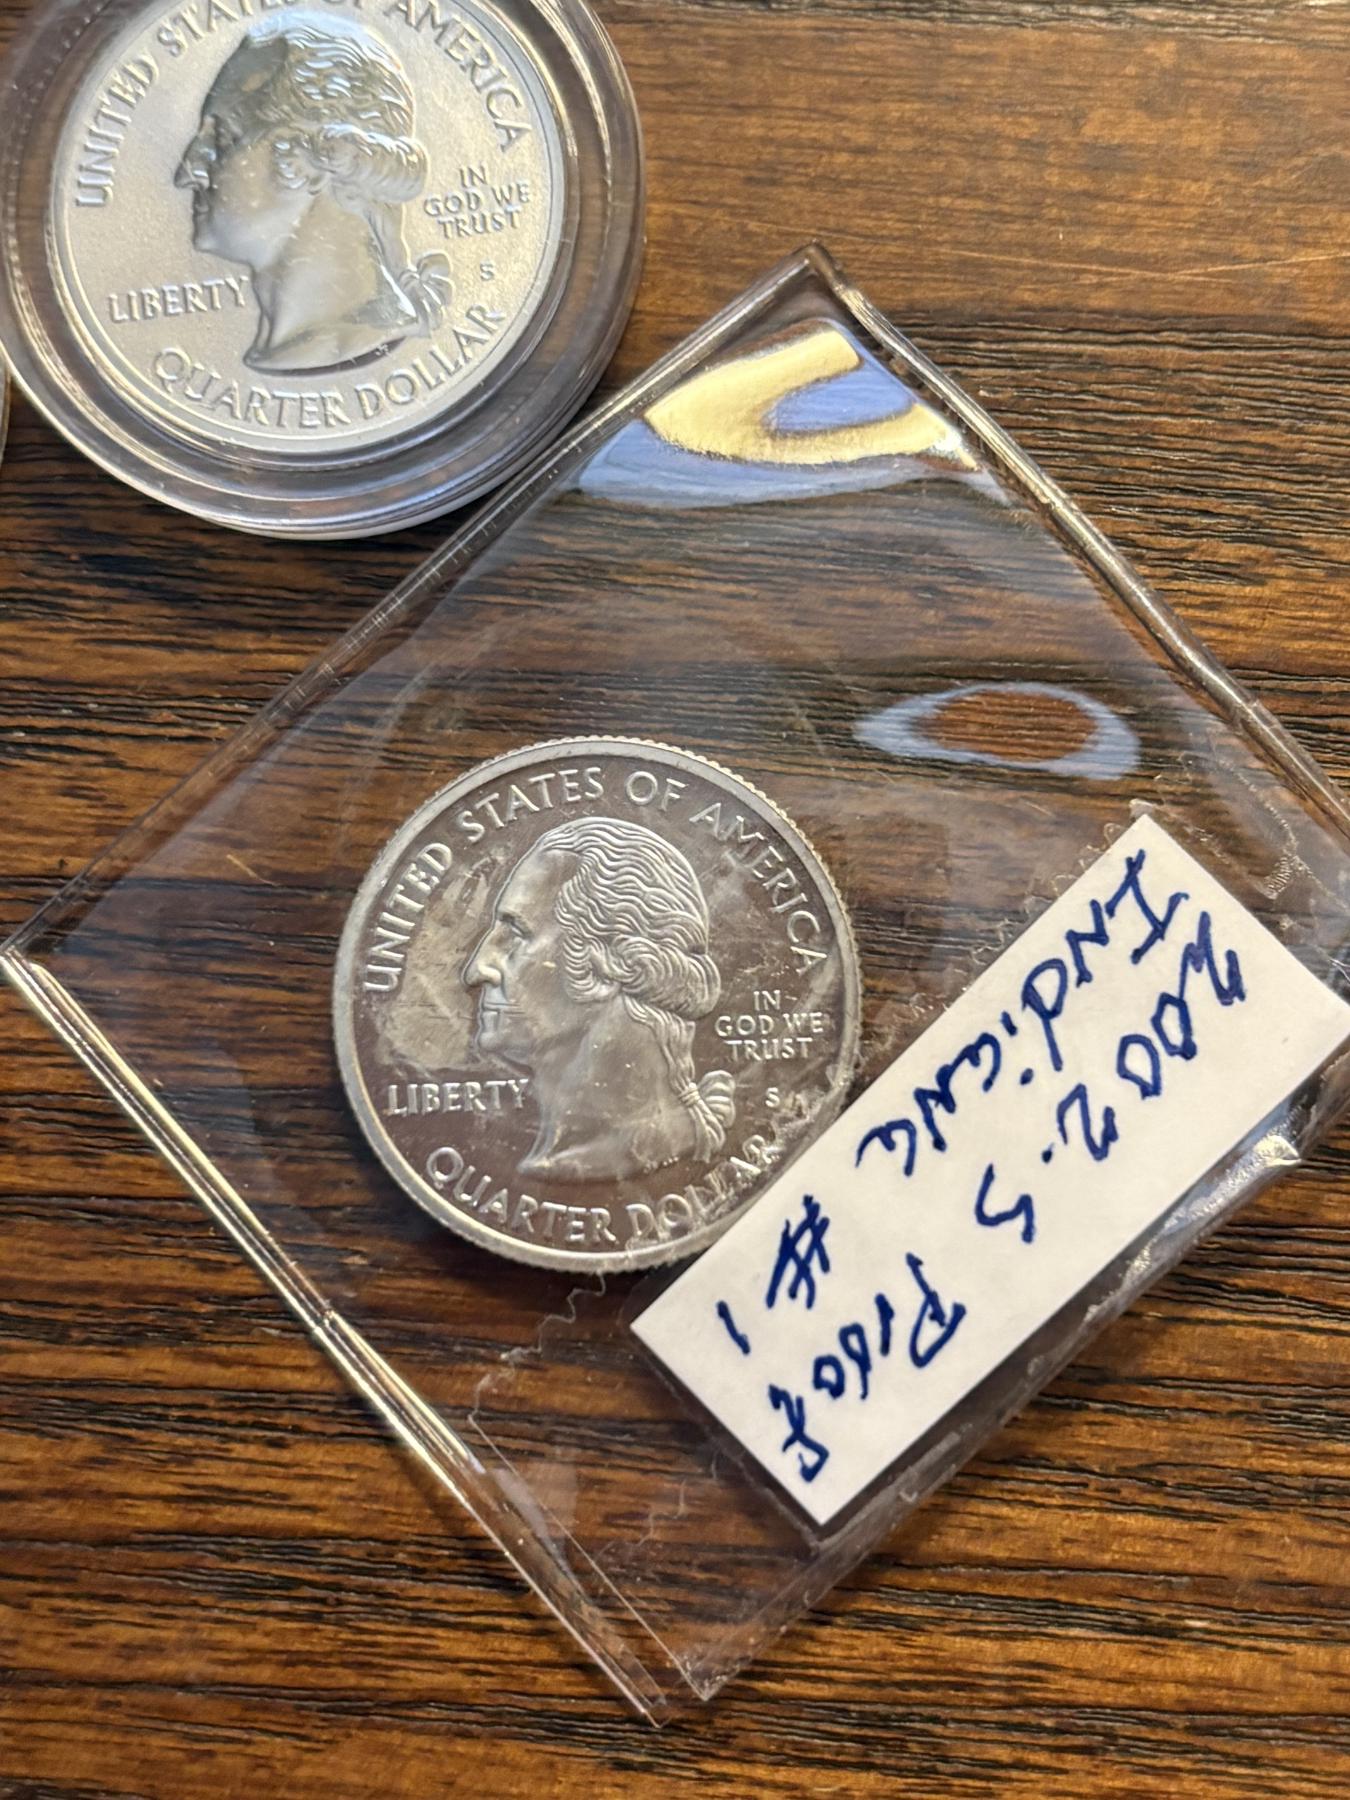 UNITED STATES OF AMERICA
IN
GOD WE
TRUST
S
LIBERTY
QUARTER DOLLAR
UNITED STATES OF AMERICA
IN
GOD WE
TRUST
LIBERTY
S
QUARTER DOLLAR
2002-S Proof
INdiaNa
#1